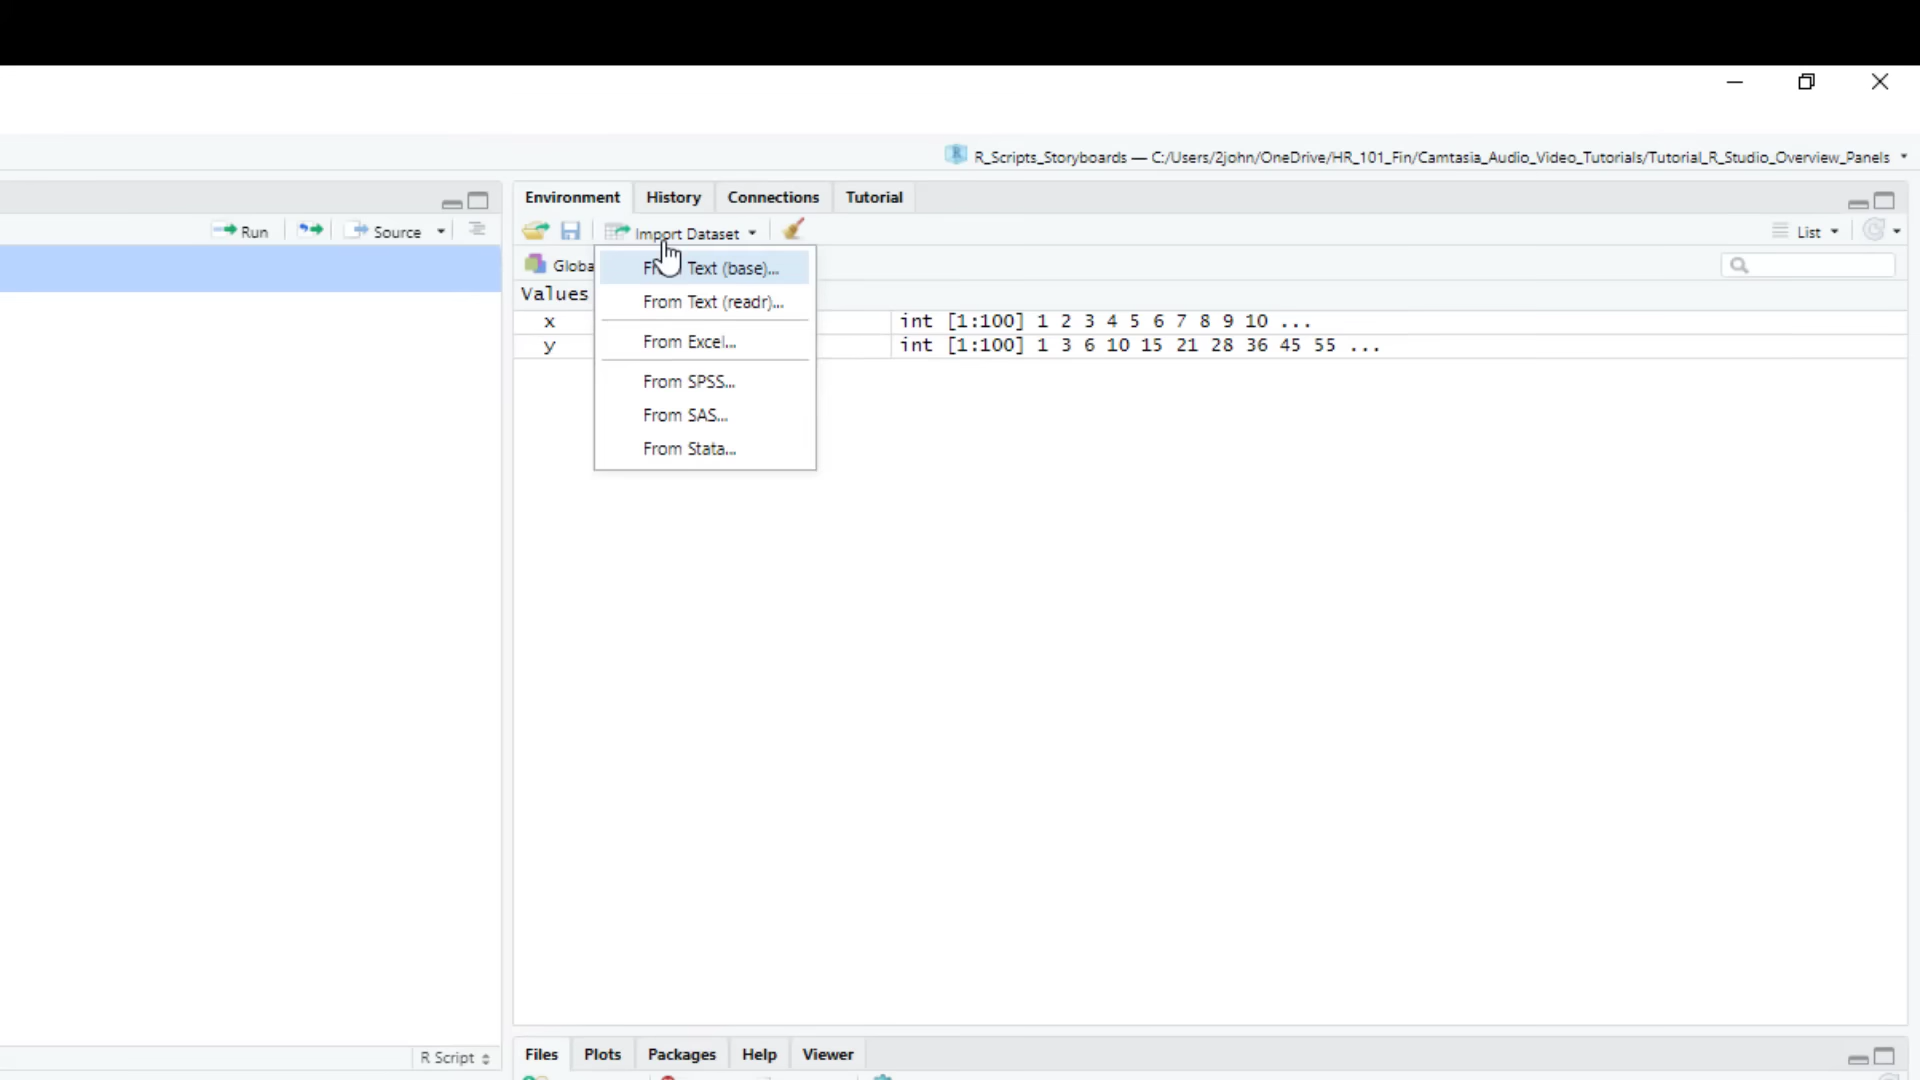 R_Scripts_Storyboards — C:/Users/2john/OneDrive/HR_101_Fin/Camtasia_Audio_Video_Tutorials/Tutorial_R_Studio_Overview_Panels
Environment History Connections Tutorial
Run Source
Import Dataset
List
Globa
From Text (base)...
From Text (readr)...
From Excel...
From SPSS...
From SAS...
From Stata...
Values
x int [1:100] 1 2 3 4 5 6 7 8 9 10 ...
y int [1:100] 1 3 6 10 15 21 28 36 45 55 ...
R Script
Files Plots Packages Help Viewer